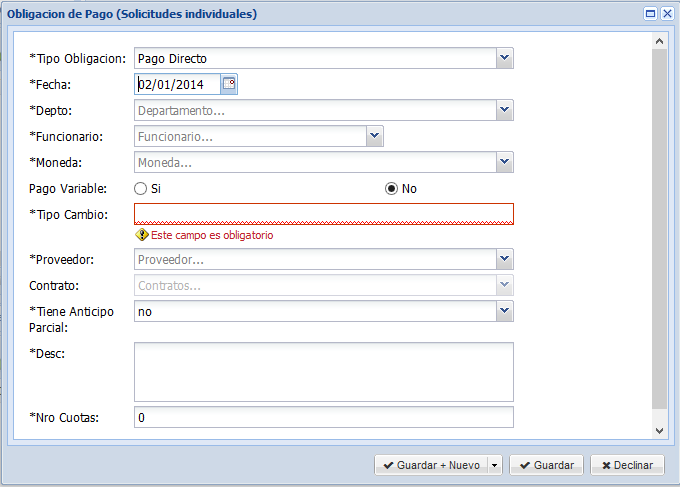 Obligacion de Pago (Solicitudes individuales)
*Tipo Obligacion: Pago Directo
*Fecha: 02/01/2014
*Depto: Departamento...
*Funcionario: Funcionario...
*Moneda: Moneda...
Pago Variable: Si No
*Tipo Cambio:
Este campo es obligatorio
*Proveedor: Proveedor...
Contrato: Contratos...
*Tiene Anticipo no
Parcial:
*Desc:
*Nro Cuotas: 0
Guardar + Nuevo Guardar Declinar